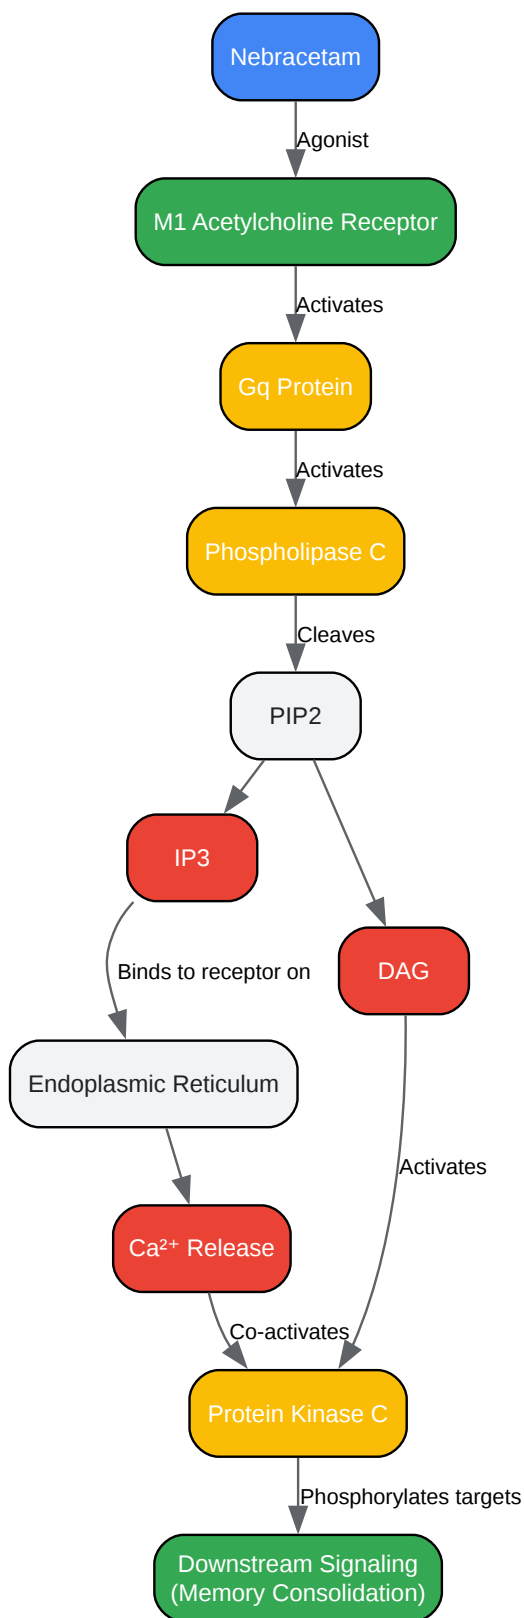 Nebracetam
Agonist
M1 Acetylcholine Receptor
Activates
Gq Protein
Activates
Phospholipase C
Cleaves
PIP2
IP3
DAG
Binds to receptor on
Endoplasmic Reticulum
Activates
Ca²⁺ Release
Co-activates
Protein Kinase C
Phosphorylates targets
Downstream Signaling
(Memory Consolidation)